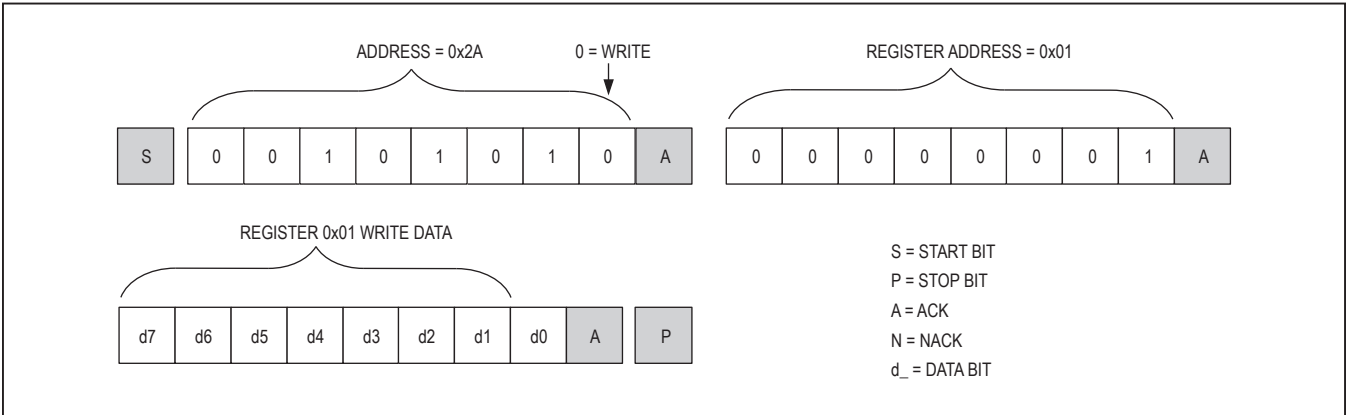 ADDRESS = 0x2A 0 = WRITE REGISTER ADDRESS = 0x01
S 0 0 1 0 1 0 1 0 A 0 0 0 0 0 0 0 1 A
REGISTER 0x01 WRITE DATA
d7 d6 d5 d4 d3 d2 d1 d0 A P
S = START BIT
P = STOP BIT
A = ACK
N = NACK
d_ = DATA BIT